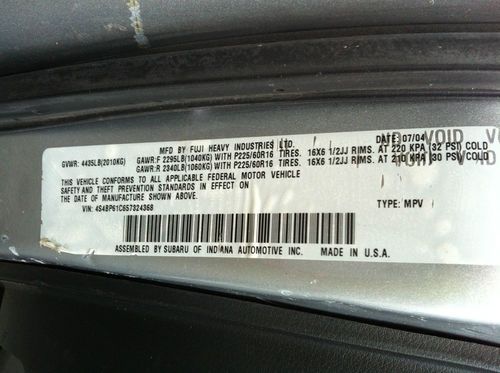 MFD BY FUJI HEAVY INDUSTRIES LTD. DATE: 07/04
GVWR: 4435LB(2010KG) GAWR:F 2295LB(1040KG) WITH P225/60R16 TIRES. 16X6 1/2JJ RIMS. AT 220 KPA (32 PSI) COLD
GAWR:R 2340LB(1060KG) WITH P225/60R16 TIRES. 16X6 1/2JJ RIMS. AT 210 KPA (30 PSI) COLD
VOID VOID
THIS VEHICLE CONFORMS TO ALL APPLICABLE FEDERAL MOTOR VEHICLE
SAFETY AND THEFT PREVENTION STANDARDS IN EFFECT ON
THE DATE OF MANUFACTURE SHOWN ABOVE.
VIN: 4S4BP61C657324368 TYPE: MPV
ASSEMBLED BY SUBARU OF INDIANA AUTOMOTIVE INC. MADE IN U.S.A.